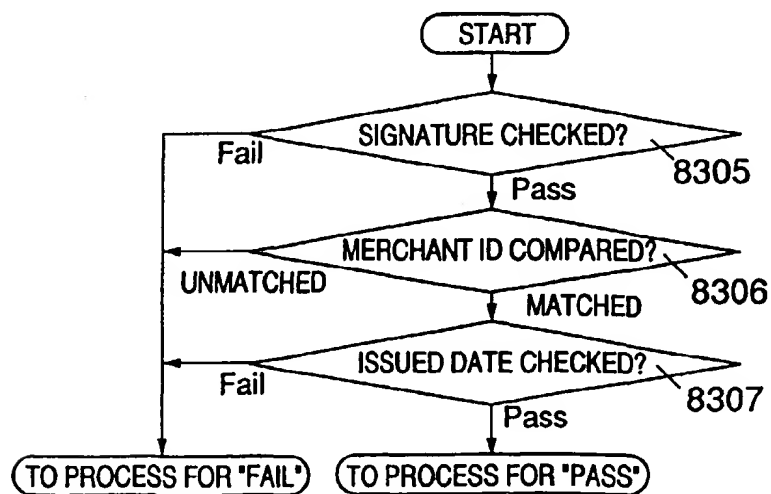 START
SIGNATURE CHECKED?
Fail
8305
Pass
MERCHANT ID COMPARED?
UNMATCHED
8306
MATCHED
ISSUED DATE CHECKED?
Fail
8307
Pass
TO PROCESS FOR "FAIL"
TO PROCESS FOR "PASS"